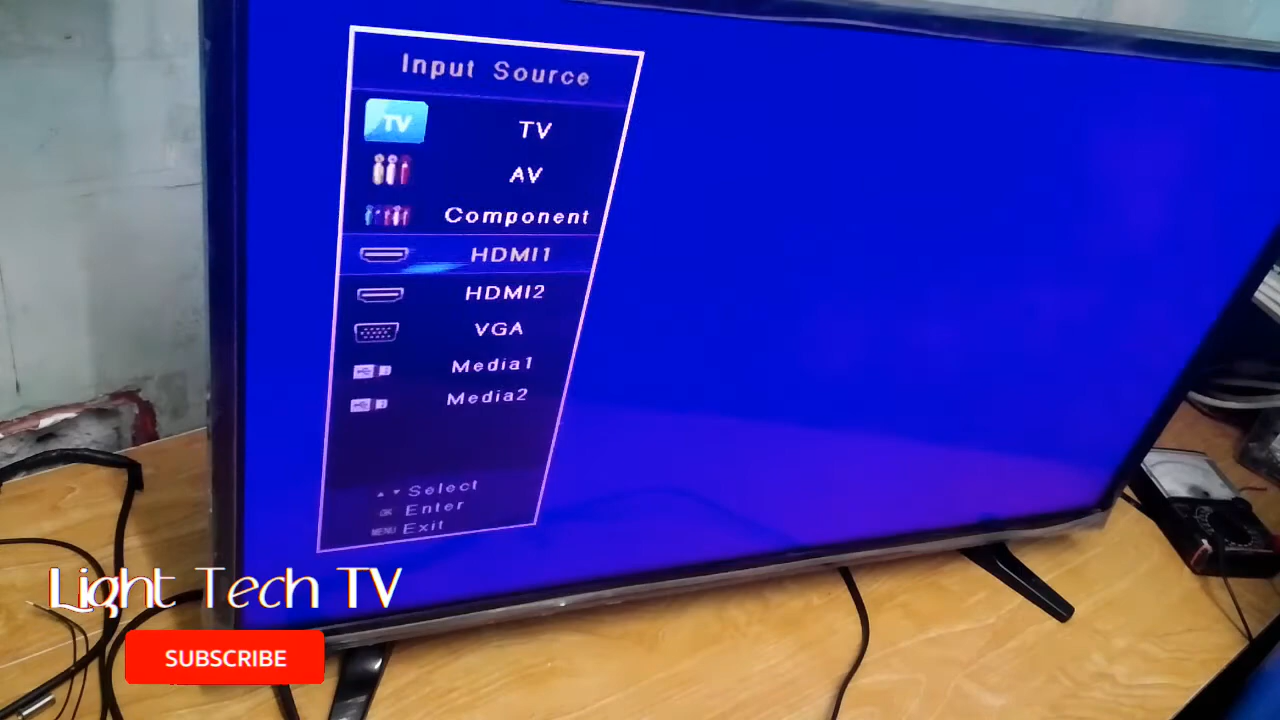 Input Source
TV TV
AV
Component
HDMI1
HDMI2
VGA
Media1
Media2
Select
OK Enter
MENU Exit
Light Tech TV
SUBSCRIBE